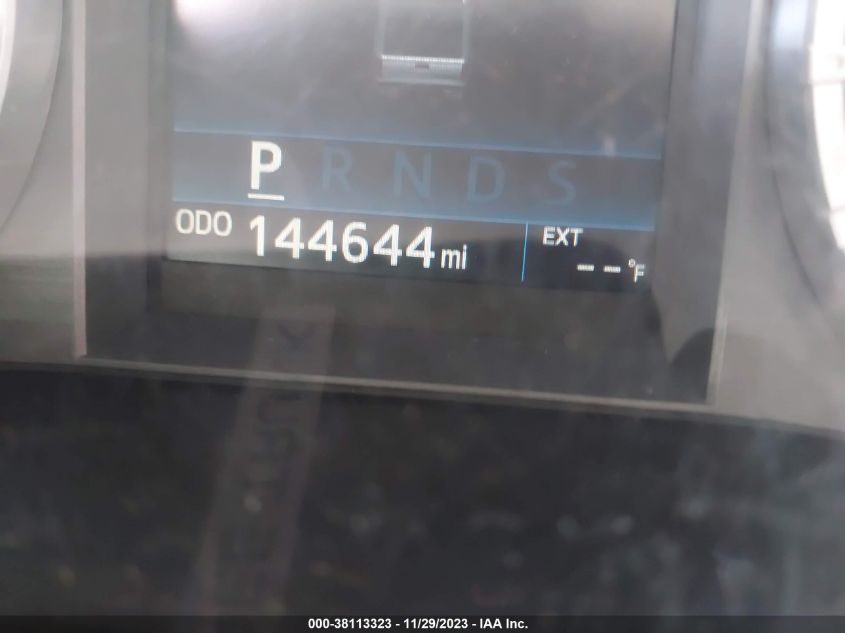 P R N D S
ODO 144644 mi EXT
-- °F
000-38113323 - 11/29/2023 - IAA Inc.